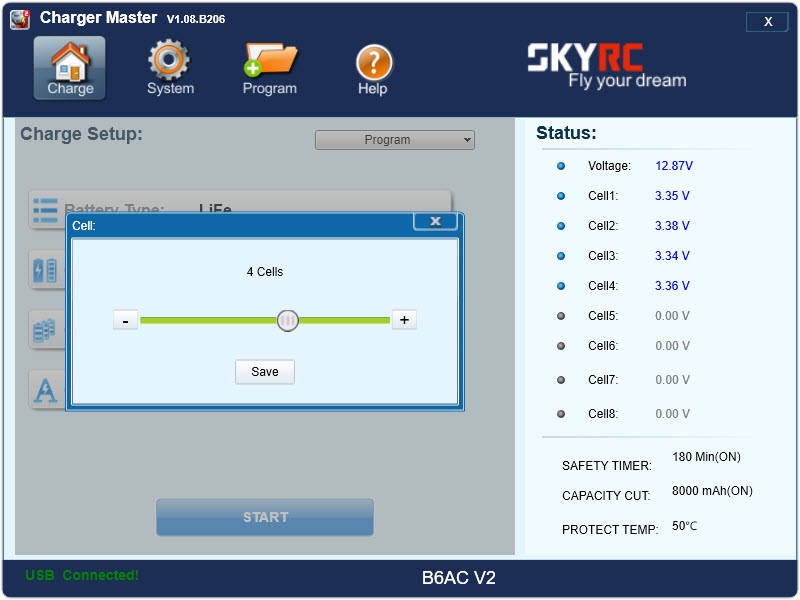 Charger Master V1.08.B206
X
Charge
System
Program
Help
SKYRC
Fly your dream
Charge Setup:
Program
Battery Type: LiFe
Cell:
X
4 Cells
-
+
Save
START
Status:
Voltage: 12.87V
Cell1: 3.35 V
Cell2: 3.38 V
Cell3: 3.34 V
Cell4: 3.36 V
Cell5: 0.00 V
Cell6: 0.00 V
Cell7: 0.00 V
Cell8: 0.00 V
SAFETY TIMER: 180 Min(ON)
CAPACITY CUT: 8000 mAh(ON)
PROTECT TEMP: 50°C
USB Connected!
B6AC V2